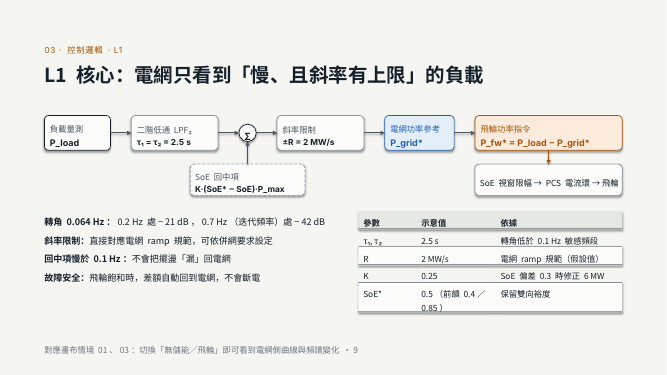 03 · 控制邏輯 · L1
L1 核心：電網只看到「慢、且斜率有上限」的負載
負載量測
P_load
二階低通 LPF₂
τ₁ = τ₂ = 2.5 s
Σ
斜率限制
±R = 2 MW/s
電網功率參考
P_grid*
飛輪功率指令
P_fw* = P_load − P_grid*
SoE 回中項
K·(SoE* − SoE)·P_max
SoE 視窗限幅 → PCS 電流環 → 飛輪
轉角 0.064 Hz： 0.2 Hz 處 −21 dB ，0.7 Hz （迭代頻率）處 −42 dB
斜率限制：直接對應電網 ramp 規範，可依併網要求設定
回中項慢於 0.1 Hz：不會把擺盪「漏」回電網
故障安全：飛輪飽和時，差額自動回到電網，不會斷電
參數 示意值 依據
τ₁,τ₂ 2.5 s 轉角低於 0.1 Hz 敏感頻段
R 2 MW/s 電網 ramp 規範（假設值）
K 0.25 SoE 偏差 0.3 時修正 6 MW
SoE* 0.5 （前饋 0.4 ／ 保留雙向裕度
0.85 ）
對應畫布情境 01 、 03 ：切換「無儲能／飛輪」即可看到電網側曲線與頻譜變化 · 9